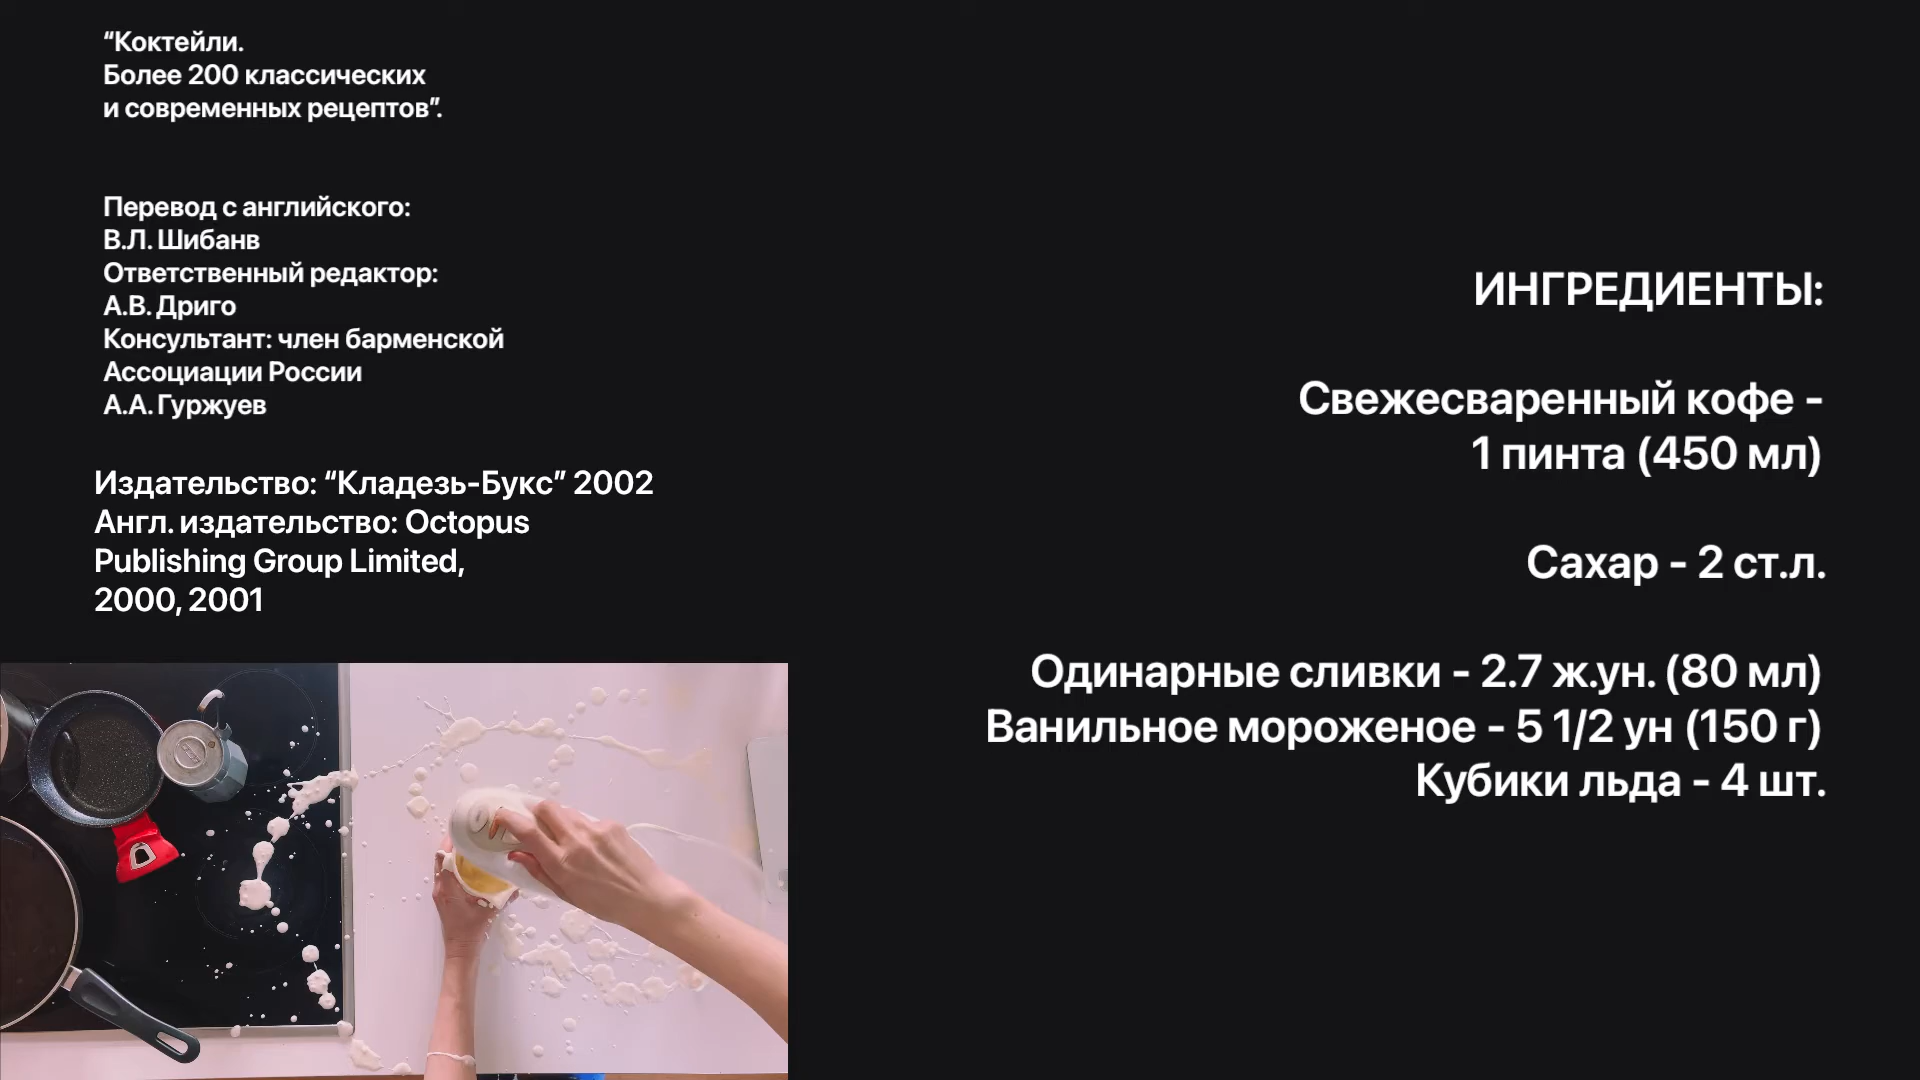 “Коктейли.
Более 200 классических
и современных рецептов”.
Перевод с английского:
В.Л. Шибанв
Ответственный редактор:
А.В. Дриго
Консультант: член барменской
Ассоциации России
А.А. Гуржуев
Издательство: “Кладезь-Букс” 2002
Англ. издательство: Octopus
Publishing Group Limited,
2000, 2001
ИНГРЕДИЕНТЫ:
Свежесваренный кофе -
1 пинта (450 мл)
Сахар - 2 ст.л.
Одинарные сливки - 2.7 ж.ун. (80 мл)
Ванильное мороженое - 5 1/2 ун (150 г)
Кубики льда - 4 шт.